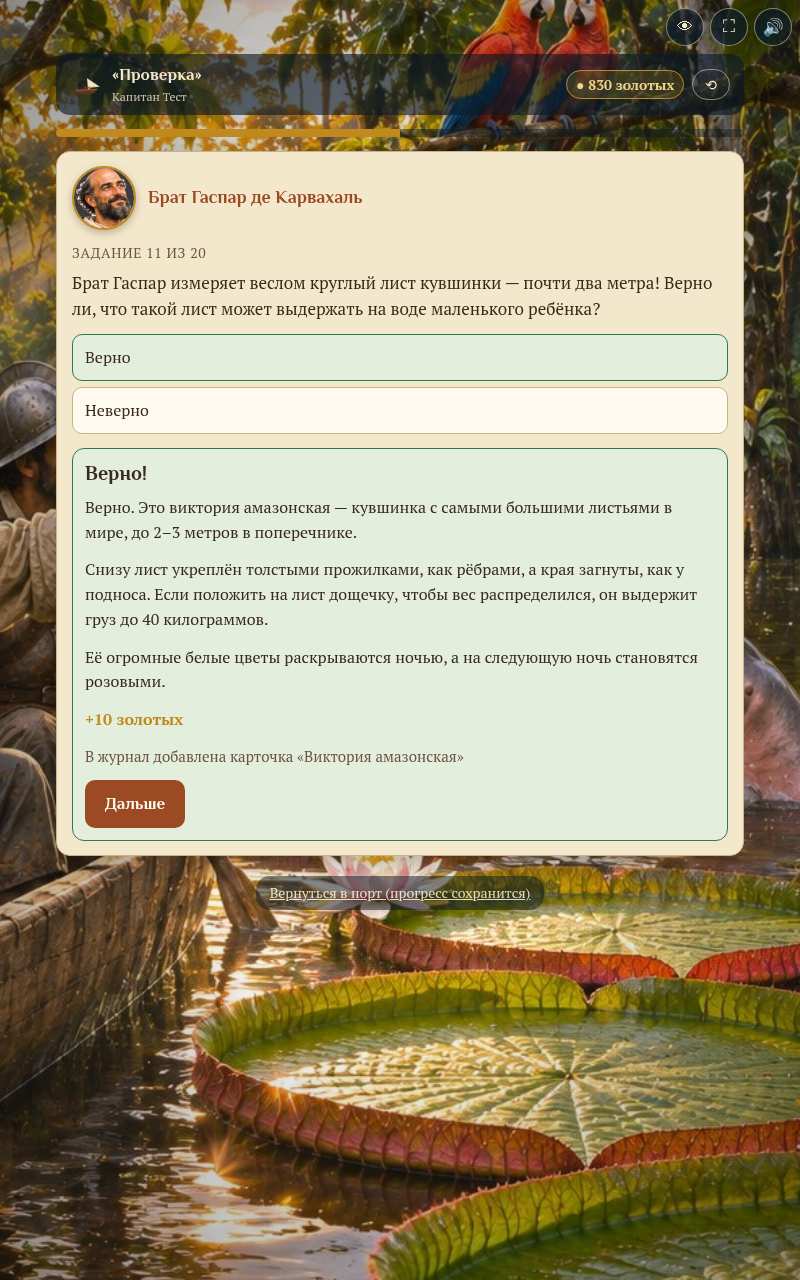 «Проверка»
Капитан Тест
● 830 золотых
Брат Гаспар де Карвахаль
ЗАДАНИЕ 11 ИЗ 20
Брат Гаспар измеряет веслом круглый лист кувшинки — почти два метра! Верно
ли, что такой лист может выдержать на воде маленького ребёнка?
Верно
Неверно
Верно!
Верно. Это виктория амазонская — кувшинка с самыми большими листьями в
мире, до 2–3 метров в поперечнике.
Снизу лист укреплён толстыми прожилками, как рёбрами, а края загнуты, как у
подноса. Если положить на лист дощечку, чтобы вес распределился, он выдержит
груз до 40 килограммов.
Её огромные белые цветы раскрываются ночью, а на следующую ночь становятся
розовыми.
+10 золотых
В журнал добавлена карточка «Виктория амазонская»
Дальше
Вернуться в порт (прогресс сохранится)